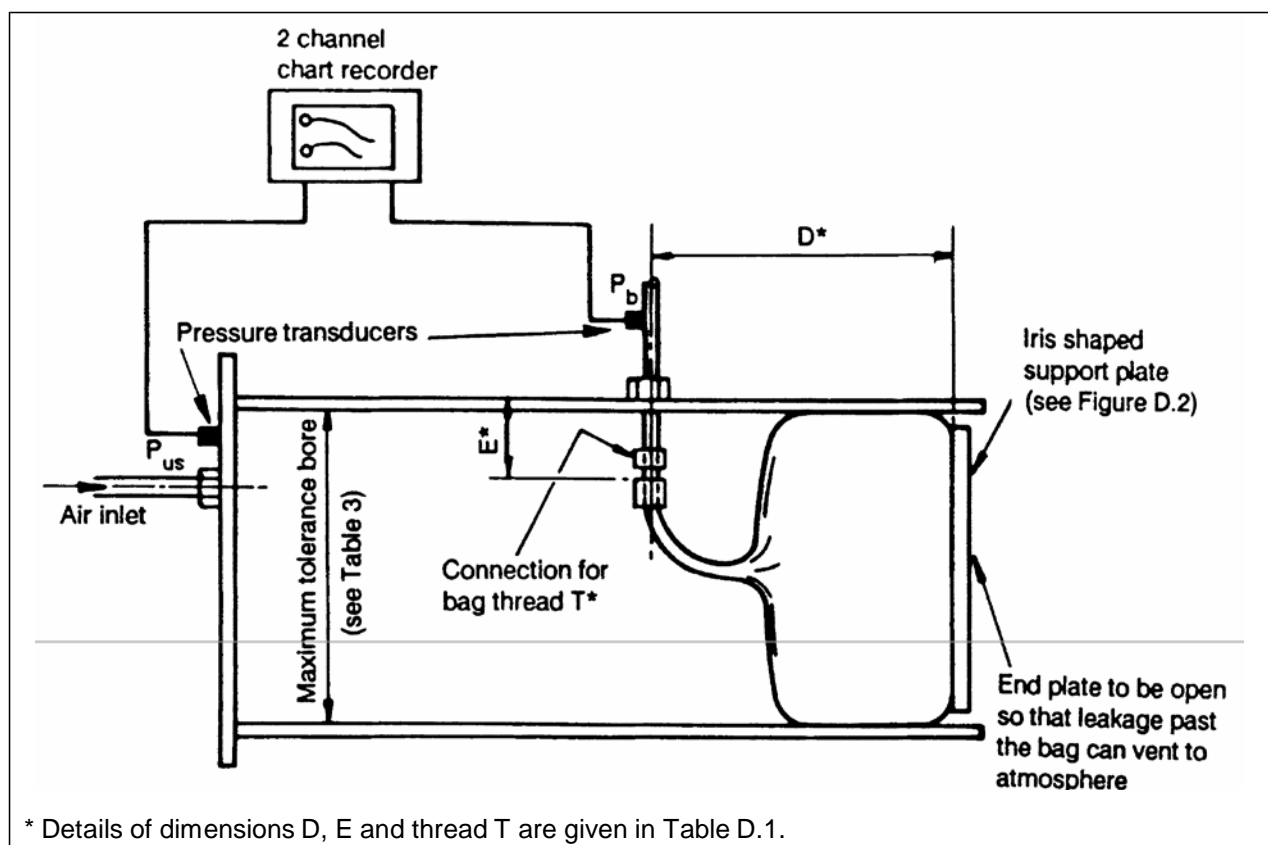 2 channel
chart recorder
D*
P_b
Pressure transducers
Iris shaped
support plate
(see Figure D.2)
E*
P_us
Air inlet
Maximum tolerance bore
(see Table 3)
Connection for
bag thread T*
End plate to be open
so that leakage past
the bag can vent to
atmosphere
* Details of dimensions D, E and thread T are given in Table D.1.